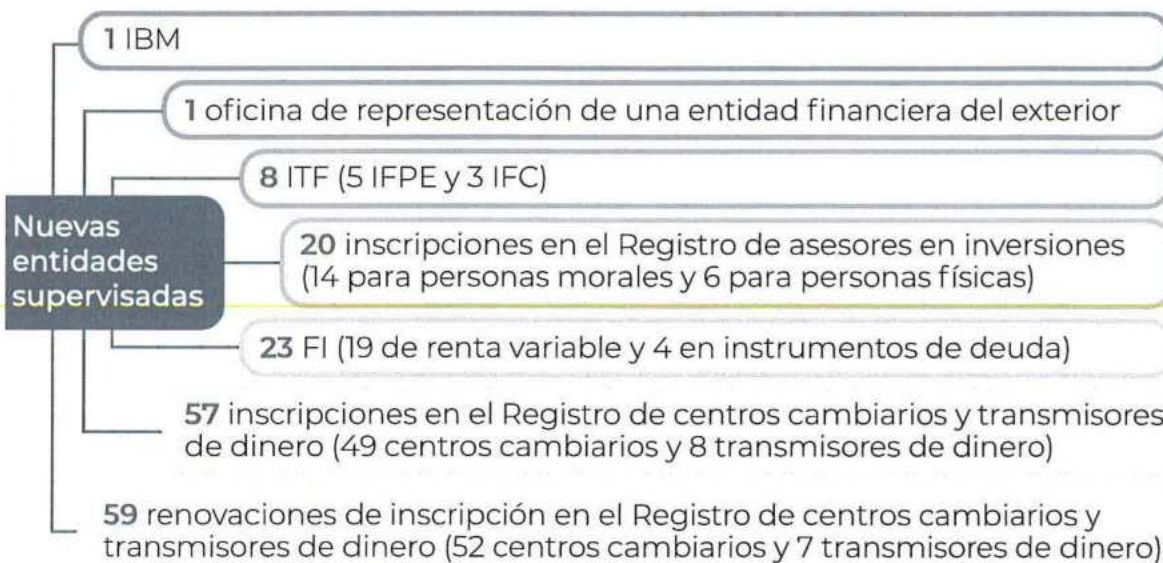 1 IBM
1 oficina de representación de una entidad financiera del exterior
8 ITF (5 IFPE y 3 IFC)
Nuevas
entidades
supervisadas
20 inscripciones en el Registro de asesores en inversiones
(14 para personas morales y 6 para personas físicas)
23 FI (19 de renta variable y 4 en instrumentos de deuda)
57 inscripciones en el Registro de centros cambiarios y transmisores
de dinero (49 centros cambiarios y 8 transmisores de dinero)
59 renovaciones de inscripción en el Registro de centros cambiarios y
transmisores de dinero (52 centros cambiarios y 7 transmisores de dinero)